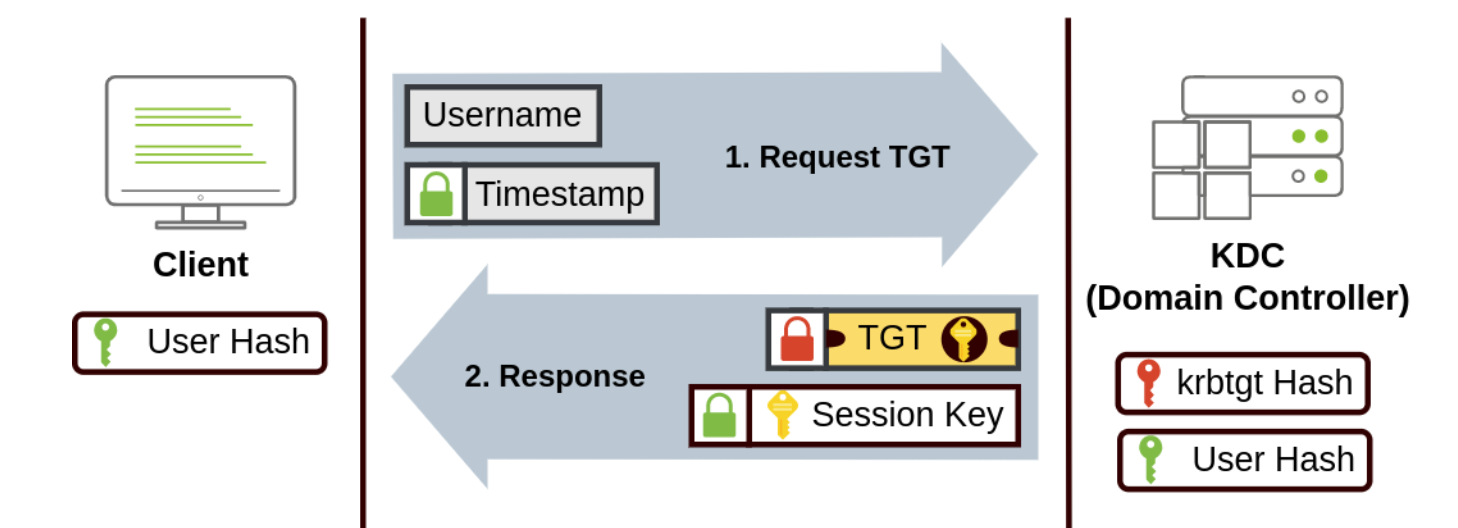 Username
1. Request TGT
Timestamp
Client
KDC
(Domain Controller)
User Hash
TGT
2. Response
Session Key
krbtgt Hash
User Hash